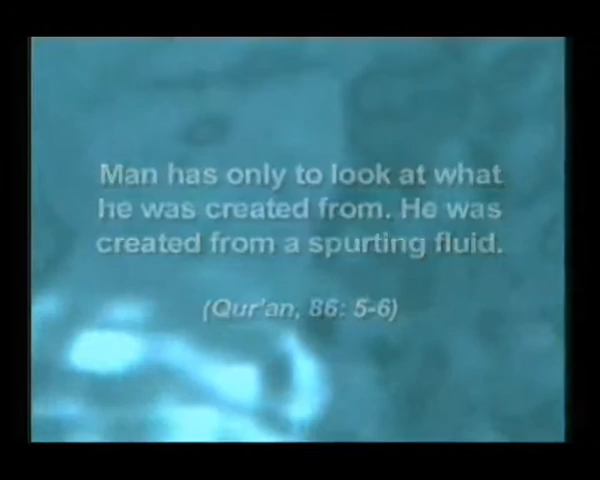 Man has only to look at what
he was created from. He was
created from a spurting fluid.
(Qur'an, 86: 5-6)